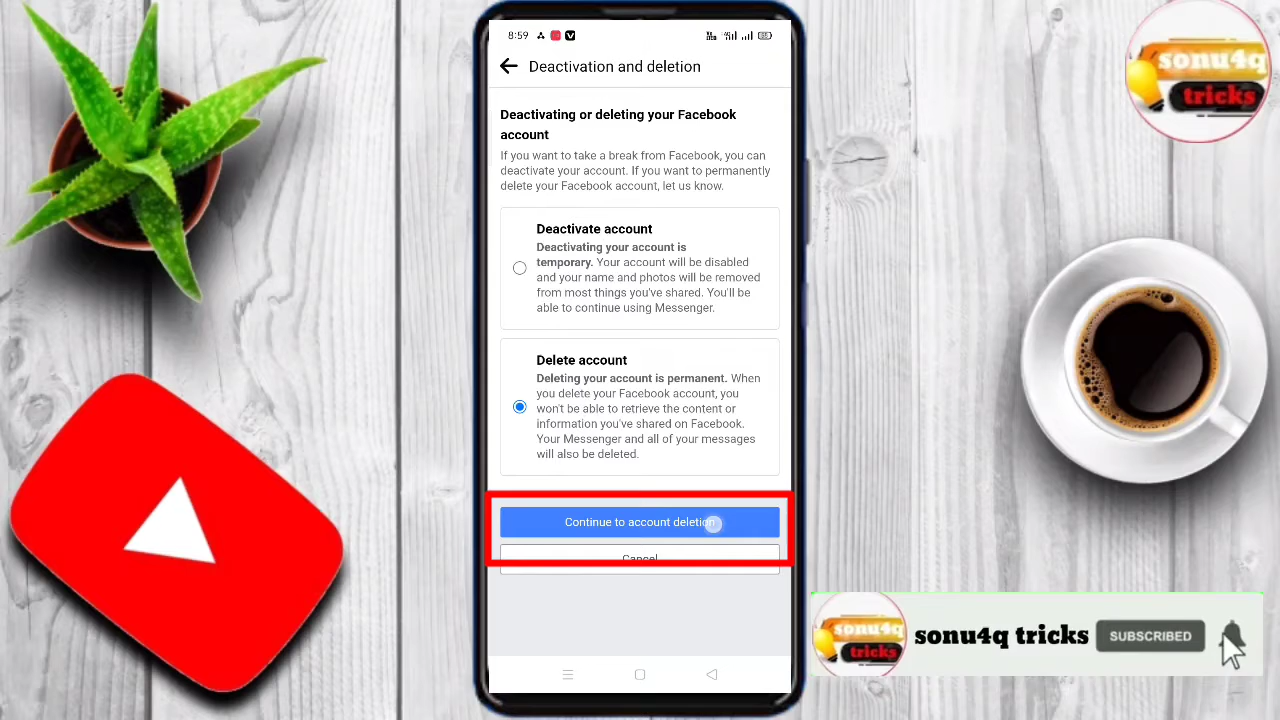 8:59
Deactivation and deletion
Deactivating or deleting your Facebook
account
If you want to take a break from Facebook, you can
deactivate your account. If you want to permanently
delete your Facebook account, let us know.
Deactivate account
Deactivating your account is
temporary. Your account will be disabled
and your name and photos will be removed
from most things you've shared. You'll be
able to continue using Messenger.
Delete account
Deleting your account is permanent. When
you delete your Facebook account, you
won't be able to retrieve the content or
information you've shared on Facebook.
Your Messenger and all of your messages
will also be deleted.
Continue to account deletion
Cancel
sonu4q
tricks
sonu4q
tricks
sonu4q tricks
SUBSCRIBED